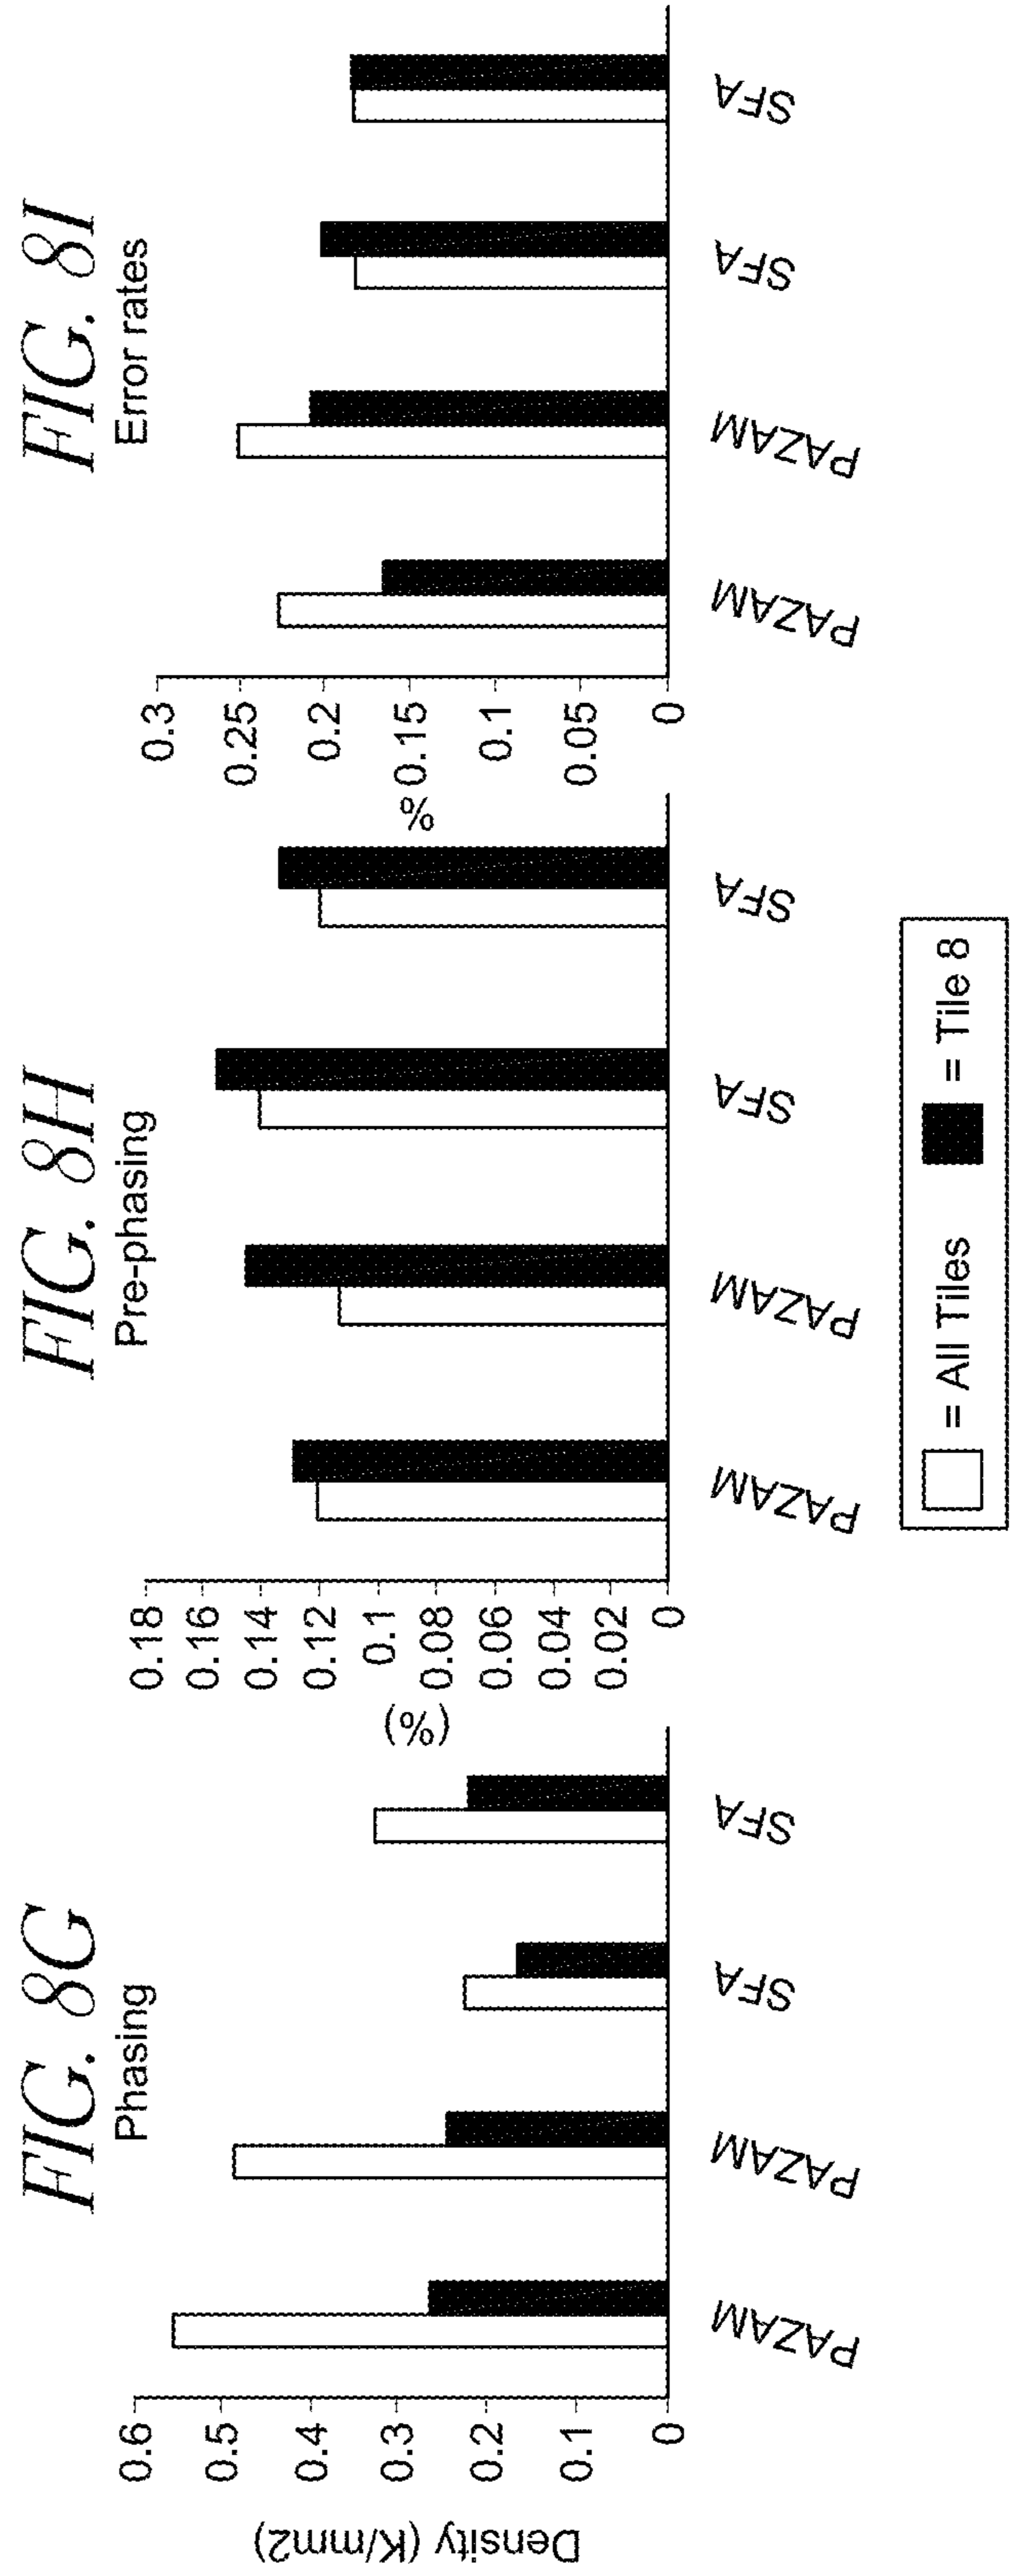 FIG. 8G
Phasing
Density (K/mm2)
0.6
0.5
0.4
0.3
0.2
0.1
0
PAZAM
PAZAM
SFA
SFA
FIG. 8H
Pre-phasing
(%)
0.18
0.16
0.14
0.12
0.1
0.08
0.06
0.04
0.02
0
PAZAM
PAZAM
SFA
SFA
FIG. 8I
Error rates
%
0.3
0.25
0.2
0.15
0.1
0.05
0
PAZAM
PAZAM
SFA
SFA
= All Tiles = Tile 8